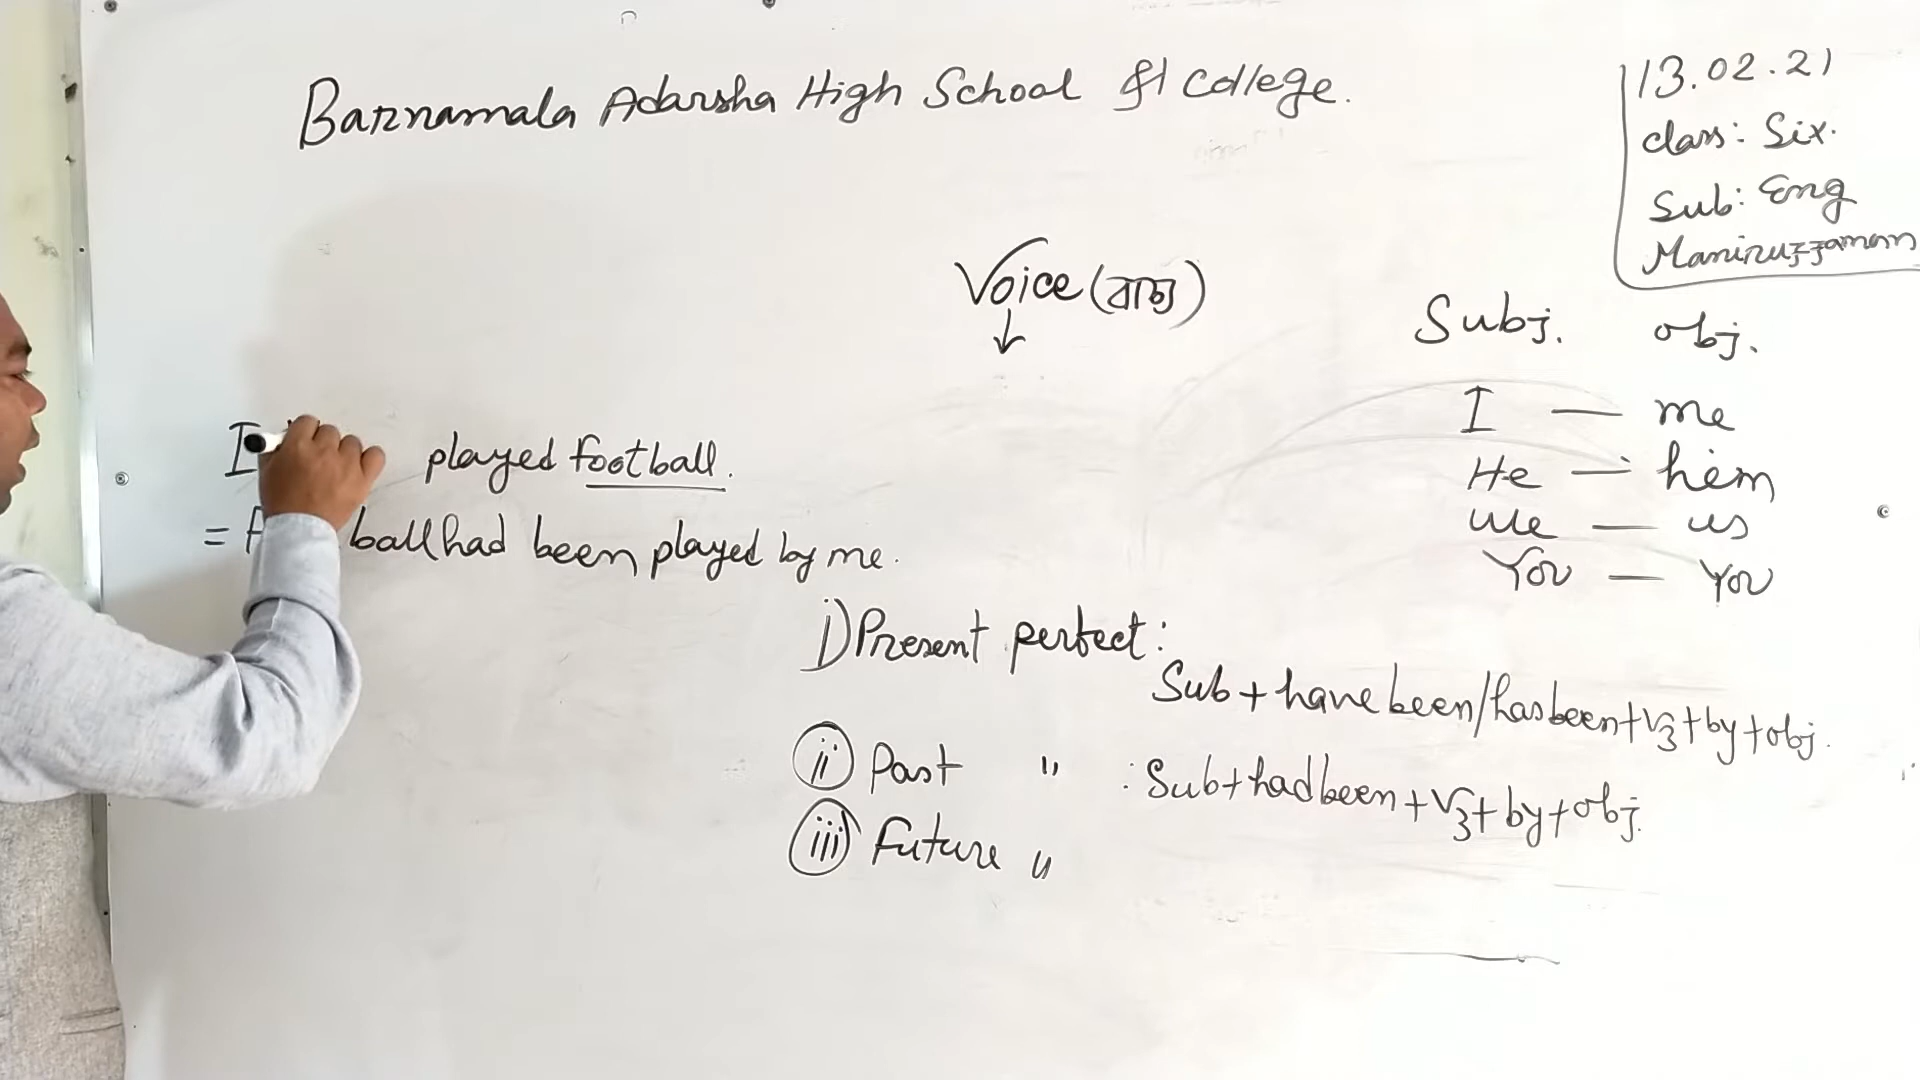 Barnamala Adarsha High School & College.
13.02.21
class: Six.
Sub: Eng
Maniruzzaman
Voice (বাচ্য)
↓
Subj. obj.
I — me
He — him
We — us
You — You
I played football.
= ball had been played by me.
i) Present perfect:
Sub + have been/has been + V3 + by + obj.
ii) Past " : Sub + had been + V3 + by + obj.
iii) Future "